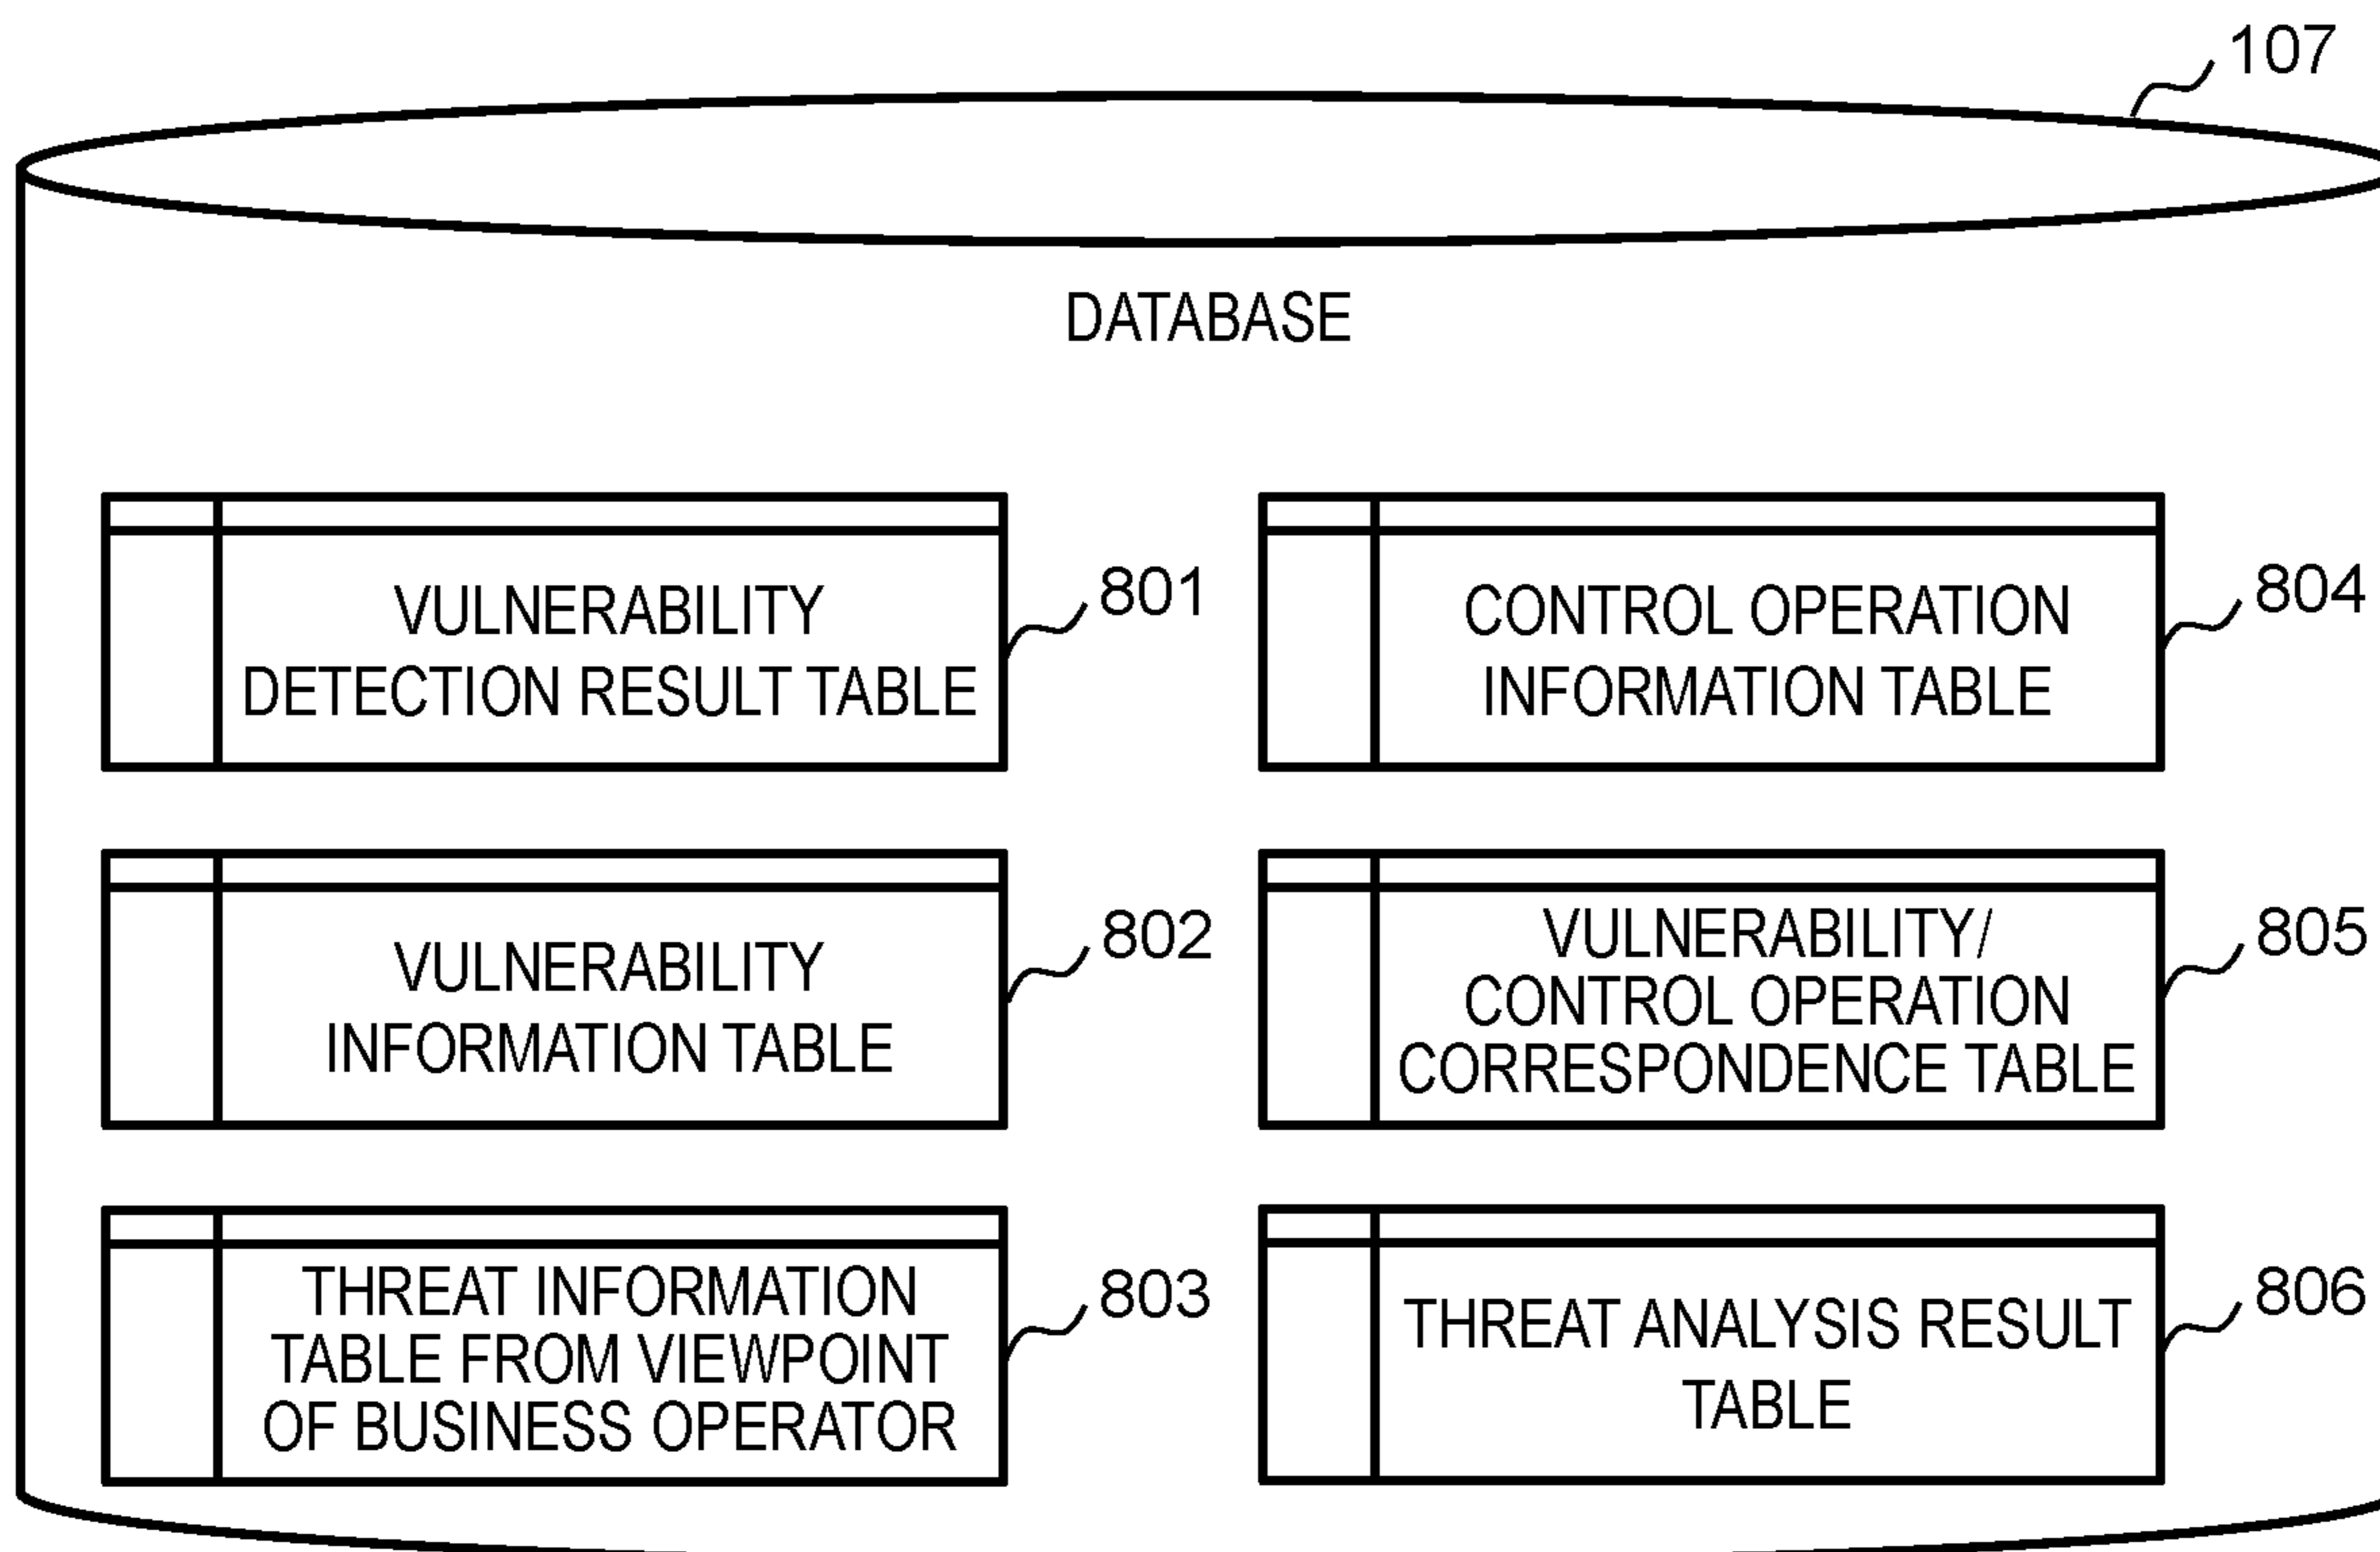 107
DATABASE
VULNERABILITY
DETECTION RESULT TABLE
801
CONTROL OPERATION
INFORMATION TABLE
804
VULNERABILITY
INFORMATION TABLE
802
VULNERABILITY/
CONTROL OPERATION
CORRESPONDENCE TABLE
805
THREAT INFORMATION
TABLE FROM VIEWPOINT
OF BUSINESS OPERATOR
803
THREAT ANALYSIS RESULT
TABLE
806